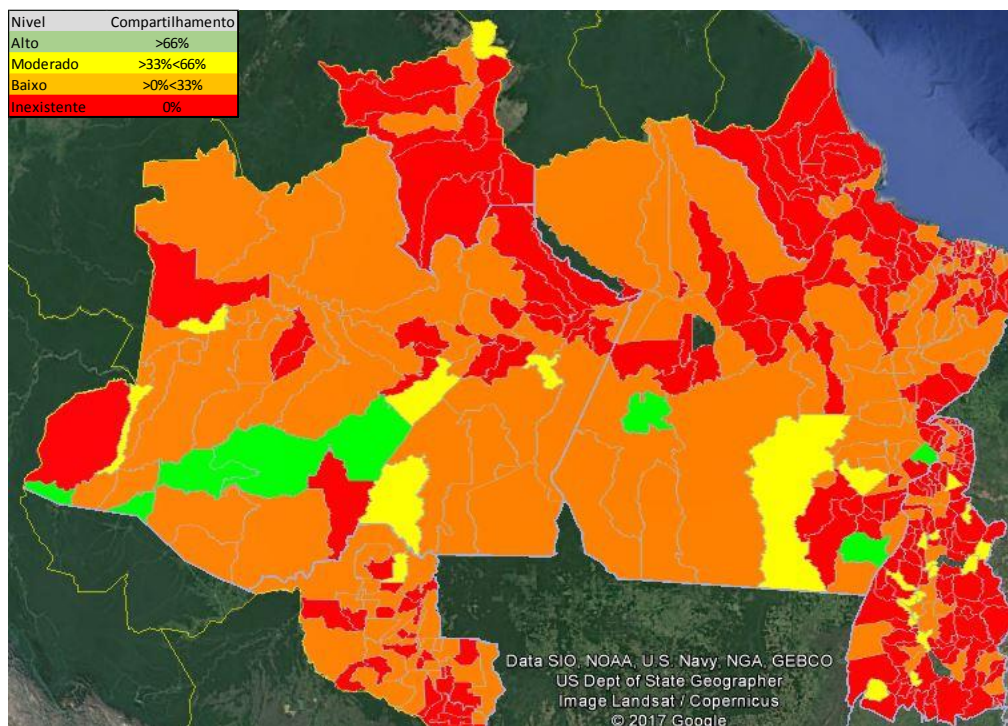 Nivel Compartilhamento
Alto >66%
Moderado >33%<66%
Baixo >0%<33%
Inexistente 0%
Data SIO, NOAA, U.S. Navy, NGA, GEBCO
US Dept of State Geographer
Image Landsat / Copernicus
© 2017 Google